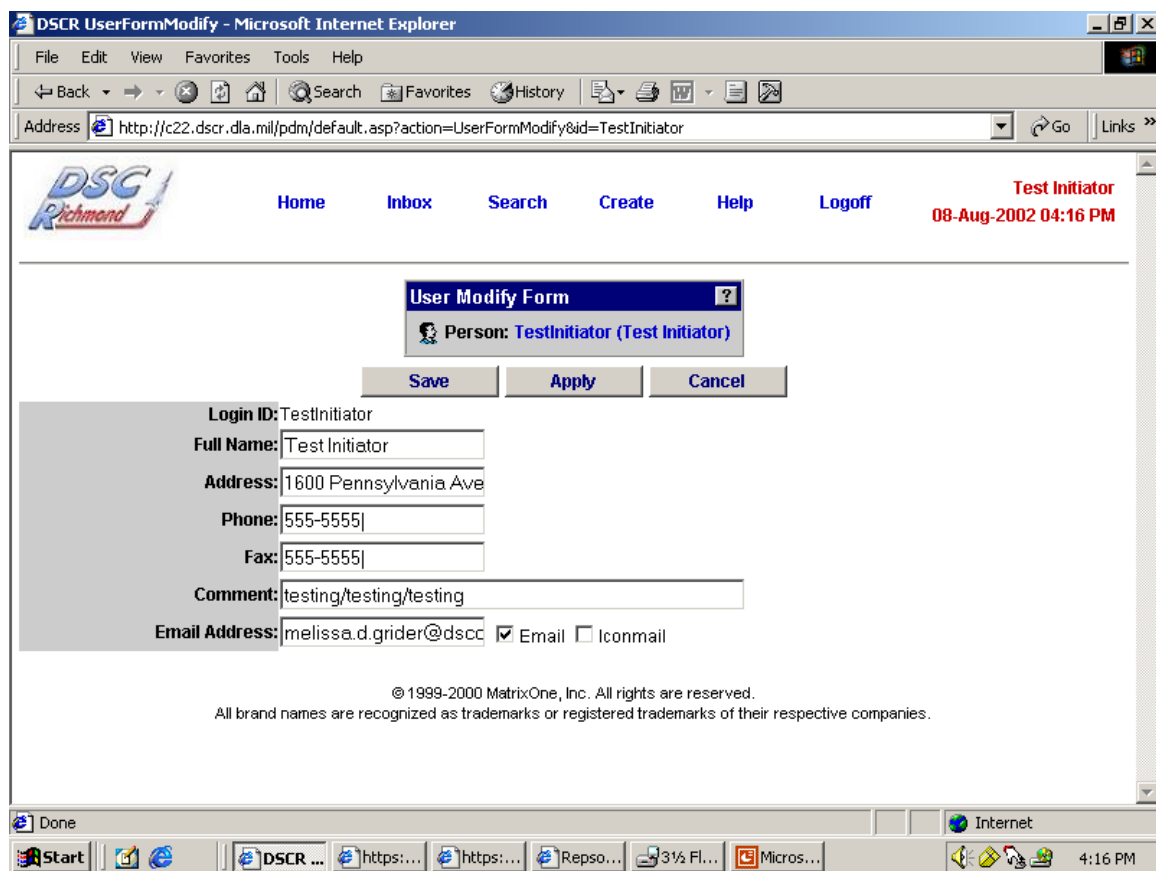 DSCR UserFormModify - Microsoft Internet Explorer
File Edit View Favorites Tools Help
Back Search Favorites History
Address http://c22.dscr.dla.mil/pdm/default.asp?action=UserFormModify&id=TestInitiator Go Links »
DSC Richmond
Home Inbox Search Create Help Logoff
Test Initiator
08-Aug-2002 04:16 PM
User Modify Form ?
Person: TestInitiator (Test Initiator)
Save Apply Cancel
Login ID: TestInitiator
Full Name: Test Initiator
Address: 1600 Pennsylvania Ave
Phone: 555-5555
Fax: 555-5555
Comment: testing/testing/testing
Email Address: melissa.d.grider@dscc Email Iconmail
© 1999-2000 MatrixOne, Inc. All rights are reserved.
All brand names are recognized as trademarks or registered trademarks of their respective companies.
Done Internet
Start DSCR ... https:... https:... Repso... 3½ Fl... Micros... 4:16 PM